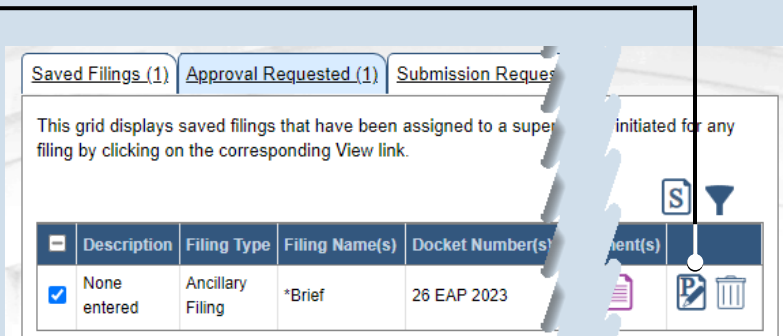 Saved Filings (1) Approval Requested (1) Submission Reques
This grid displays saved filings that have been assigned to a super initiated for any
filing by clicking on the corresponding View link.
S
Description Filing Type Filing Name(s) Docket Number(s) ment(s)
None entered Ancillary Filing *Brief 26 EAP 2023 P